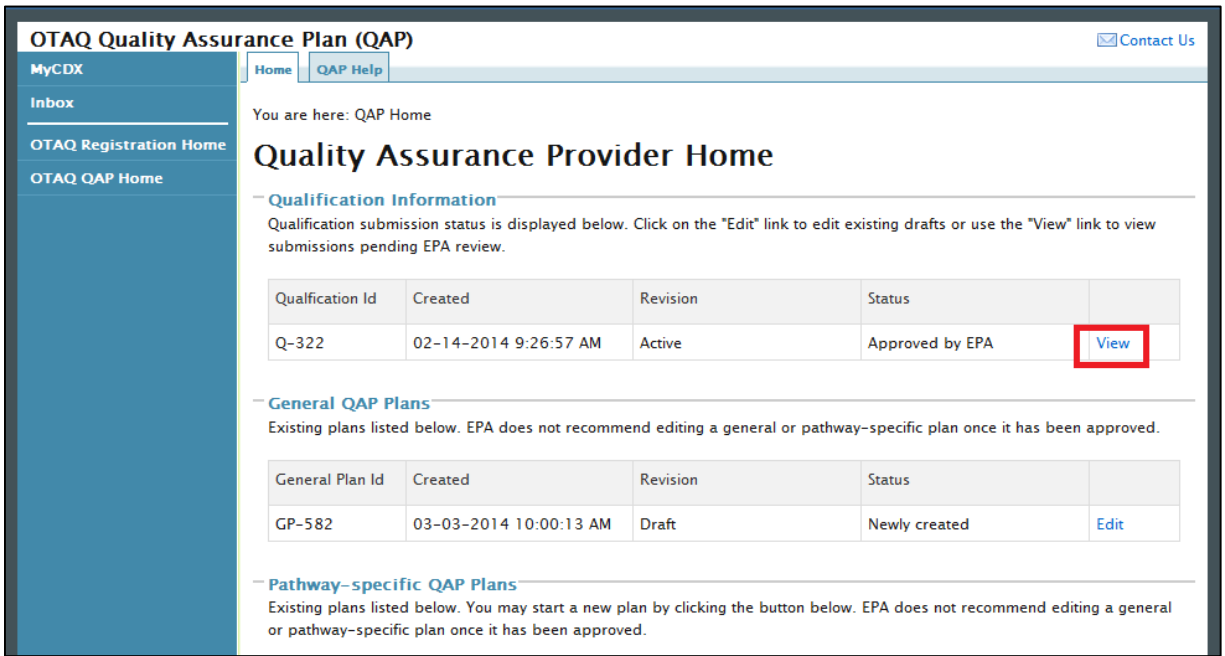 OTAQ Quality Assurance Plan (QAP)
Contact Us
MyCDX
Inbox
OTAQ Registration Home
OTAQ QAP Home
Home
QAP Help
You are here: QAP Home
Quality Assurance Provider Home
Qualification Information
Qualification submission status is displayed below. Click on the "Edit" link to edit existing drafts or use the "View" link to view
submissions pending EPA review.
Qualfication Id Created Revision Status
Q-322 02-14-2014 9:26:57 AM Active Approved by EPA View
General QAP Plans
Existing plans listed below. EPA does not recommend editing a general or pathway-specific plan once it has been approved.
General Plan Id Created Revision Status
GP-582 03-03-2014 10:00:13 AM Draft Newly created Edit
Pathway-specific QAP Plans
Existing plans listed below. You may start a new plan by clicking the button below. EPA does not recommend editing a general
or pathway-specific plan once it has been approved.